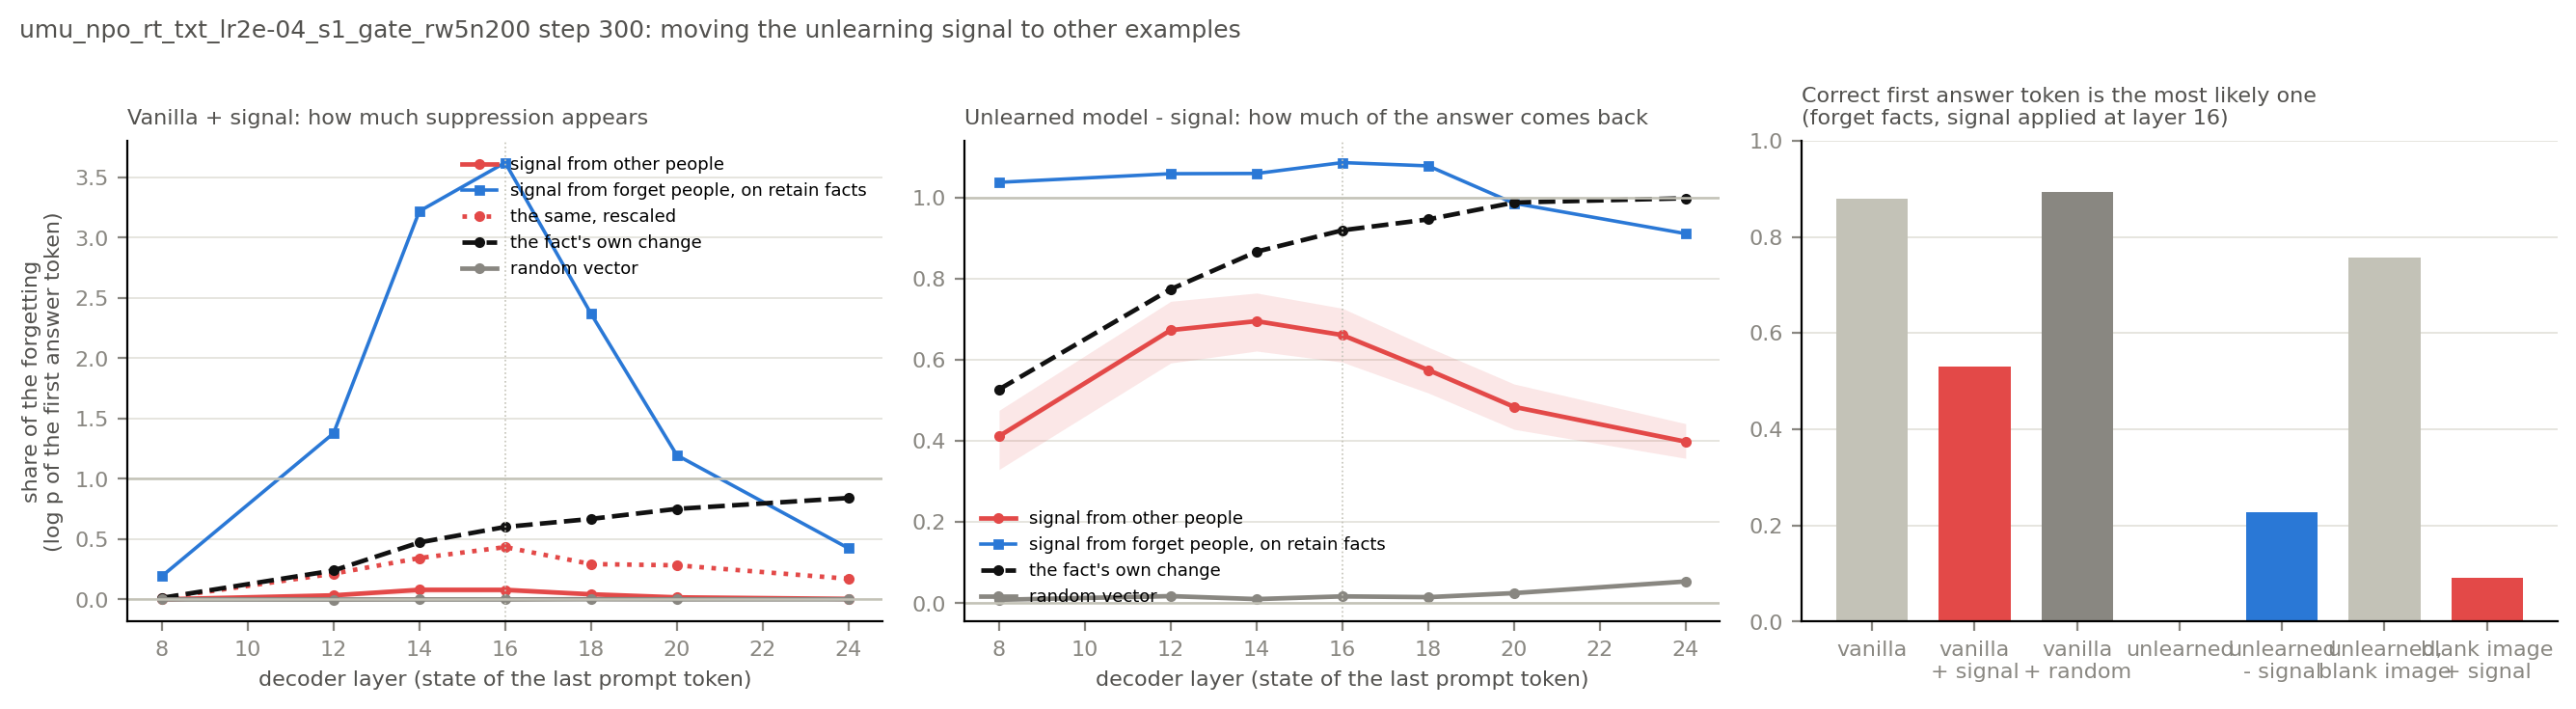 umu_npo_rt_txt_lr2e-04_s1_gate_rw5n200 step 300: moving the unlearning signal to other examples
Vanilla + signal: how much suppression appears
share of the forgetting
(log p of the first answer token)
3.5
3.0
2.5
2.0
1.5
1.0
0.5
0.0
signal from other people
signal from forget people, on retain facts
the same, rescaled
the fact's own change
random vector
8 10 12 14 16 18 20 22 24
decoder layer (state of the last prompt token)
Unlearned model - signal: how much of the answer comes back
1.0
0.8
0.6
0.4
0.2
0.0
signal from other people
signal from forget people, on retain facts
the fact's own change
random vector
8 10 12 14 16 18 20 22 24
decoder layer (state of the last prompt token)
Correct first answer token is the most likely one
(forget facts, signal applied at layer 16)
1.0
0.8
0.6
0.4
0.2
0.0
vanilla
vanilla
+ signal
vanilla
+ random
unlearned
unlearned
- signal
unlearned,
blank image
blank image
+ signal